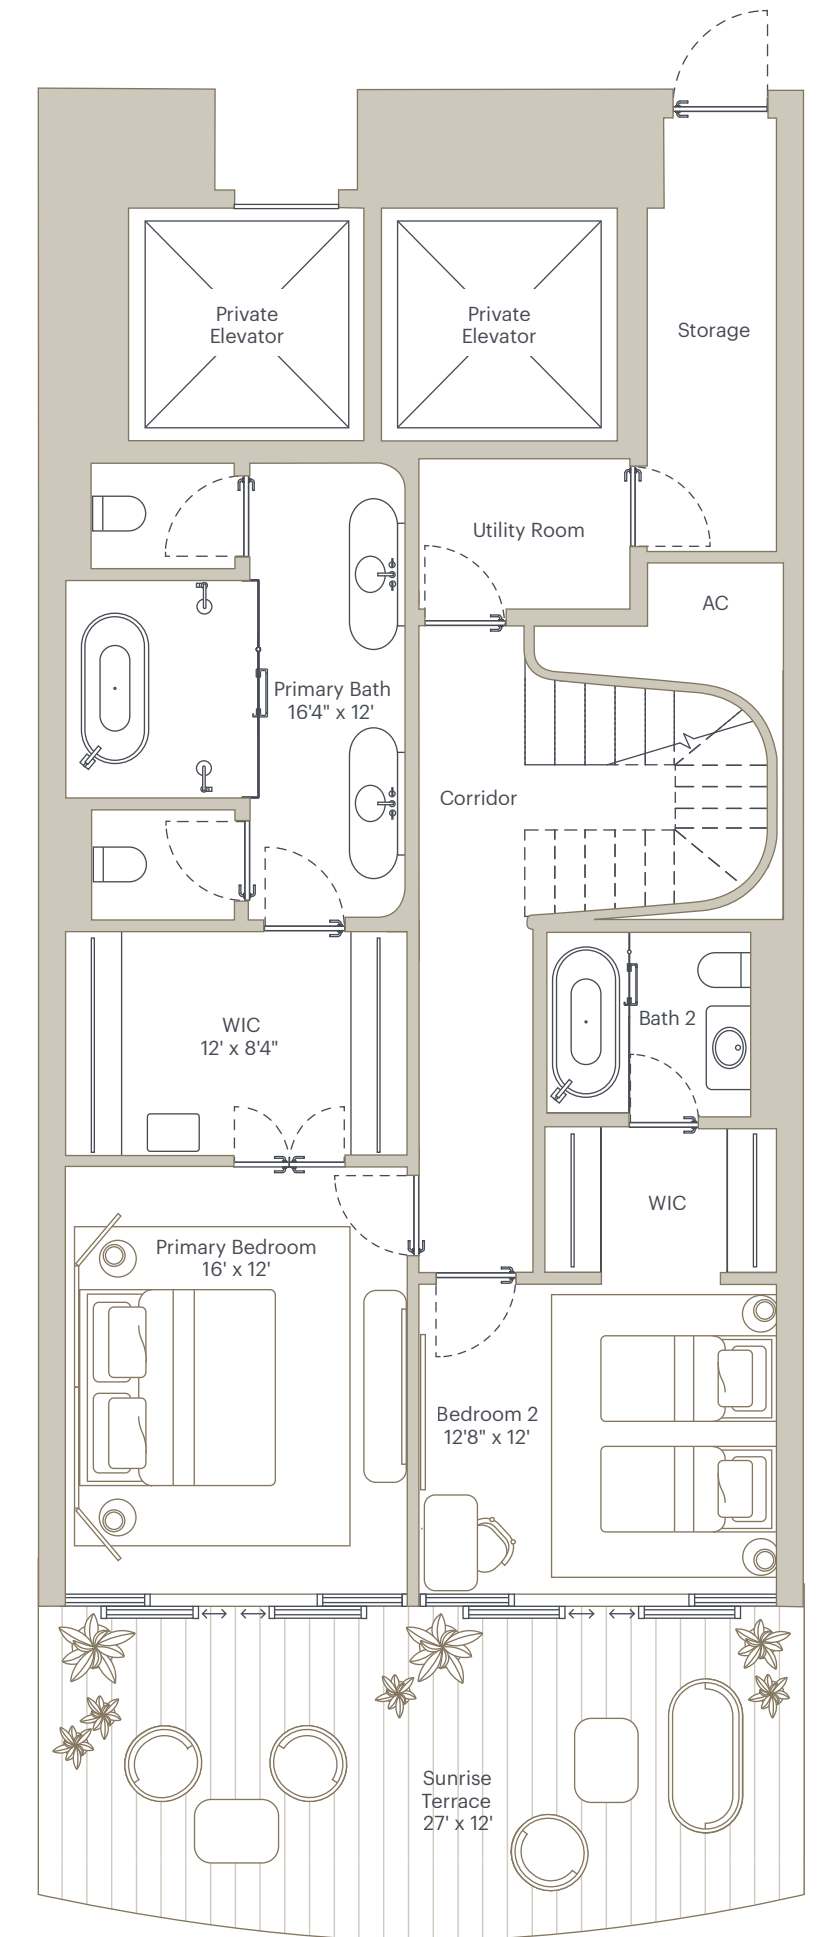 Private
Elevator
Private
Elevator
Storage
Utility Room
AC
Primary Bath
16'4" x 12'
Corridor
WIC
12' x 8'4"
Bath 2
WIC
Primary Bedroom
16' x 12'
Bedroom 2
12'8" x 12'
Sunrise
Terrace
27' x 12'